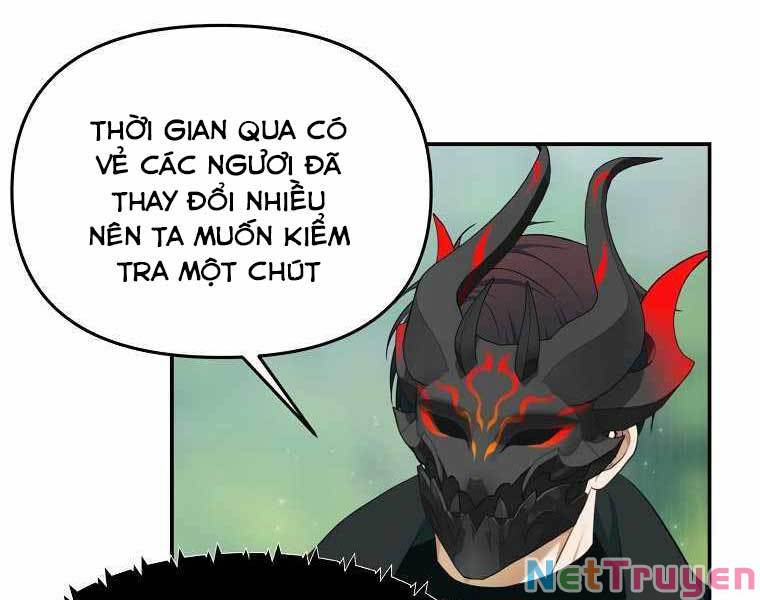 THỜI GIAN QUA CÓ
VẺ CÁC NGƯƠI ĐÃ
THAY ĐỔI NHIỀU
NÊN TA MUỐN KIỂM
TRA MỘT CHÚT
NetTruyen